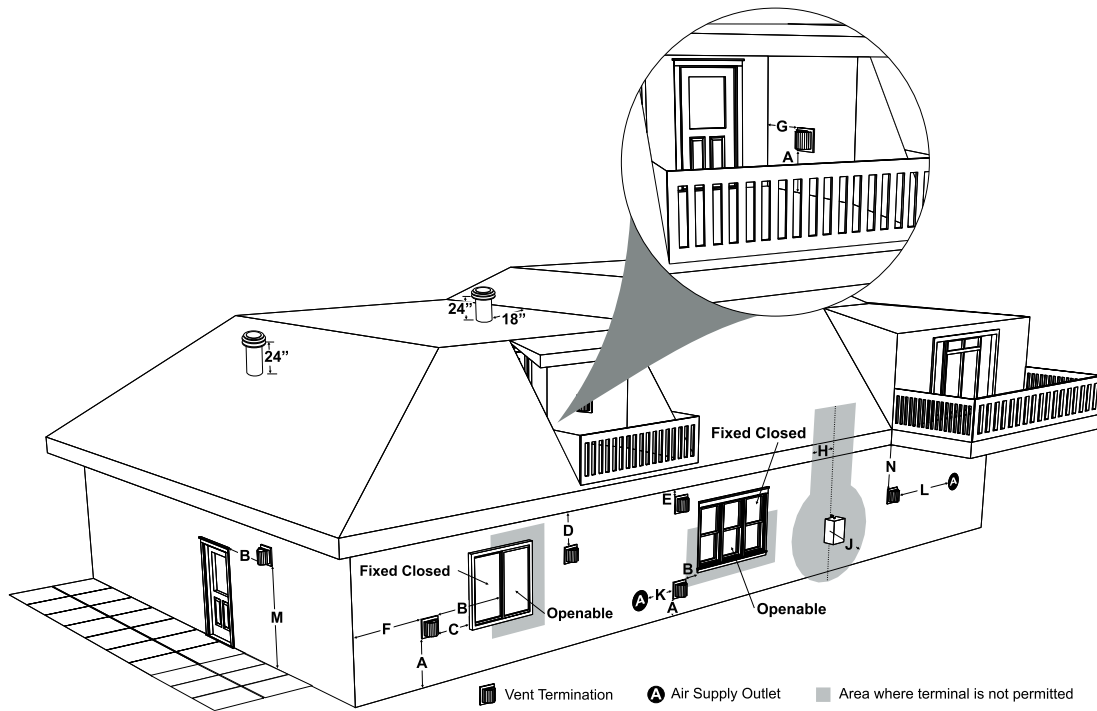 G
A
24”
18”
24”
Fixed Closed
H
N
L
A
E
D
J
B
Fixed Closed
B
K
A
A
B
Openable
Openable
M
F
C
A
Vent Termination
A Air Supply Outlet
Area where terminal is not permitted